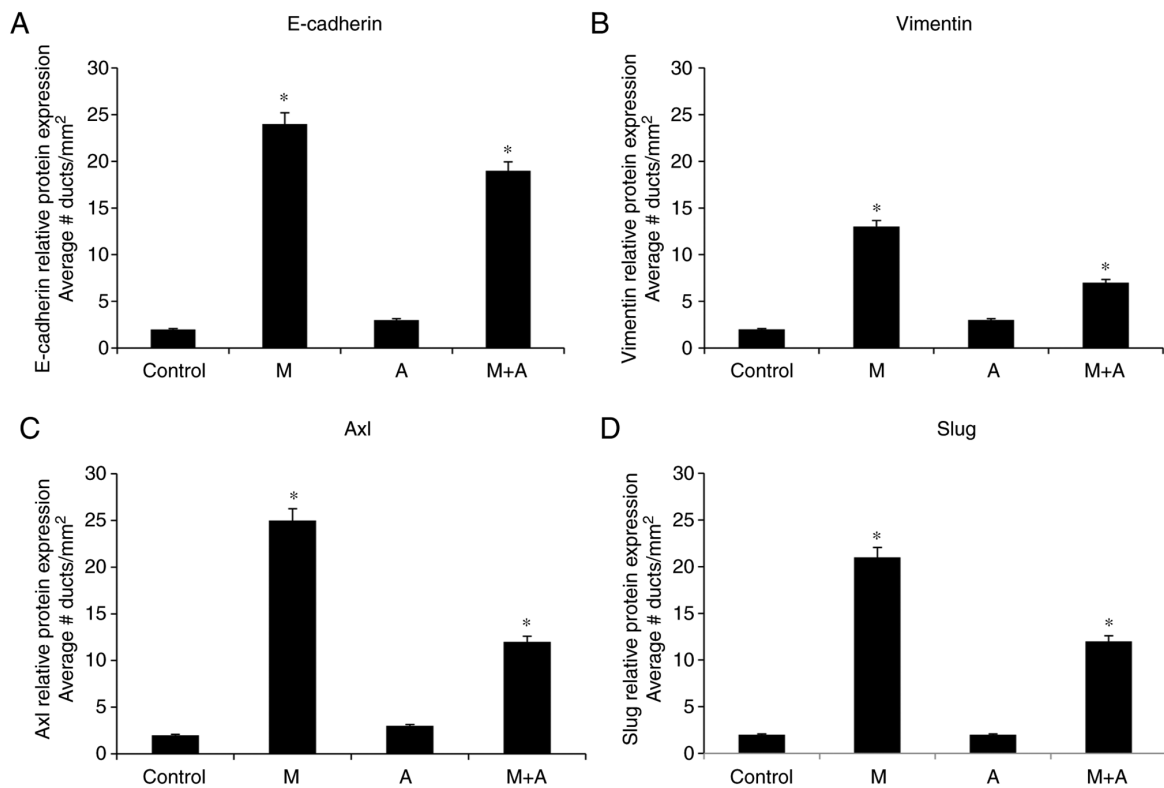 A
E-cadherin
E-cadherin relative protein expression
Average # ducts/mm²
30
25
20
15
10
5
0
*
*
Control M A M+A
B
Vimentin
Vimentin relative protein expression
Average # ducts/mm²
30
25
20
15
10
5
0
*
*
Control M A M+A
C
Axl
Axl relative protein expression
Average # ducts/mm²
30
25
20
15
10
5
0
*
*
Control M A M+A
D
Slug
Slug relative protein expression
Average # ducts/mm²
30
25
20
15
10
5
0
*
*
Control M A M+A